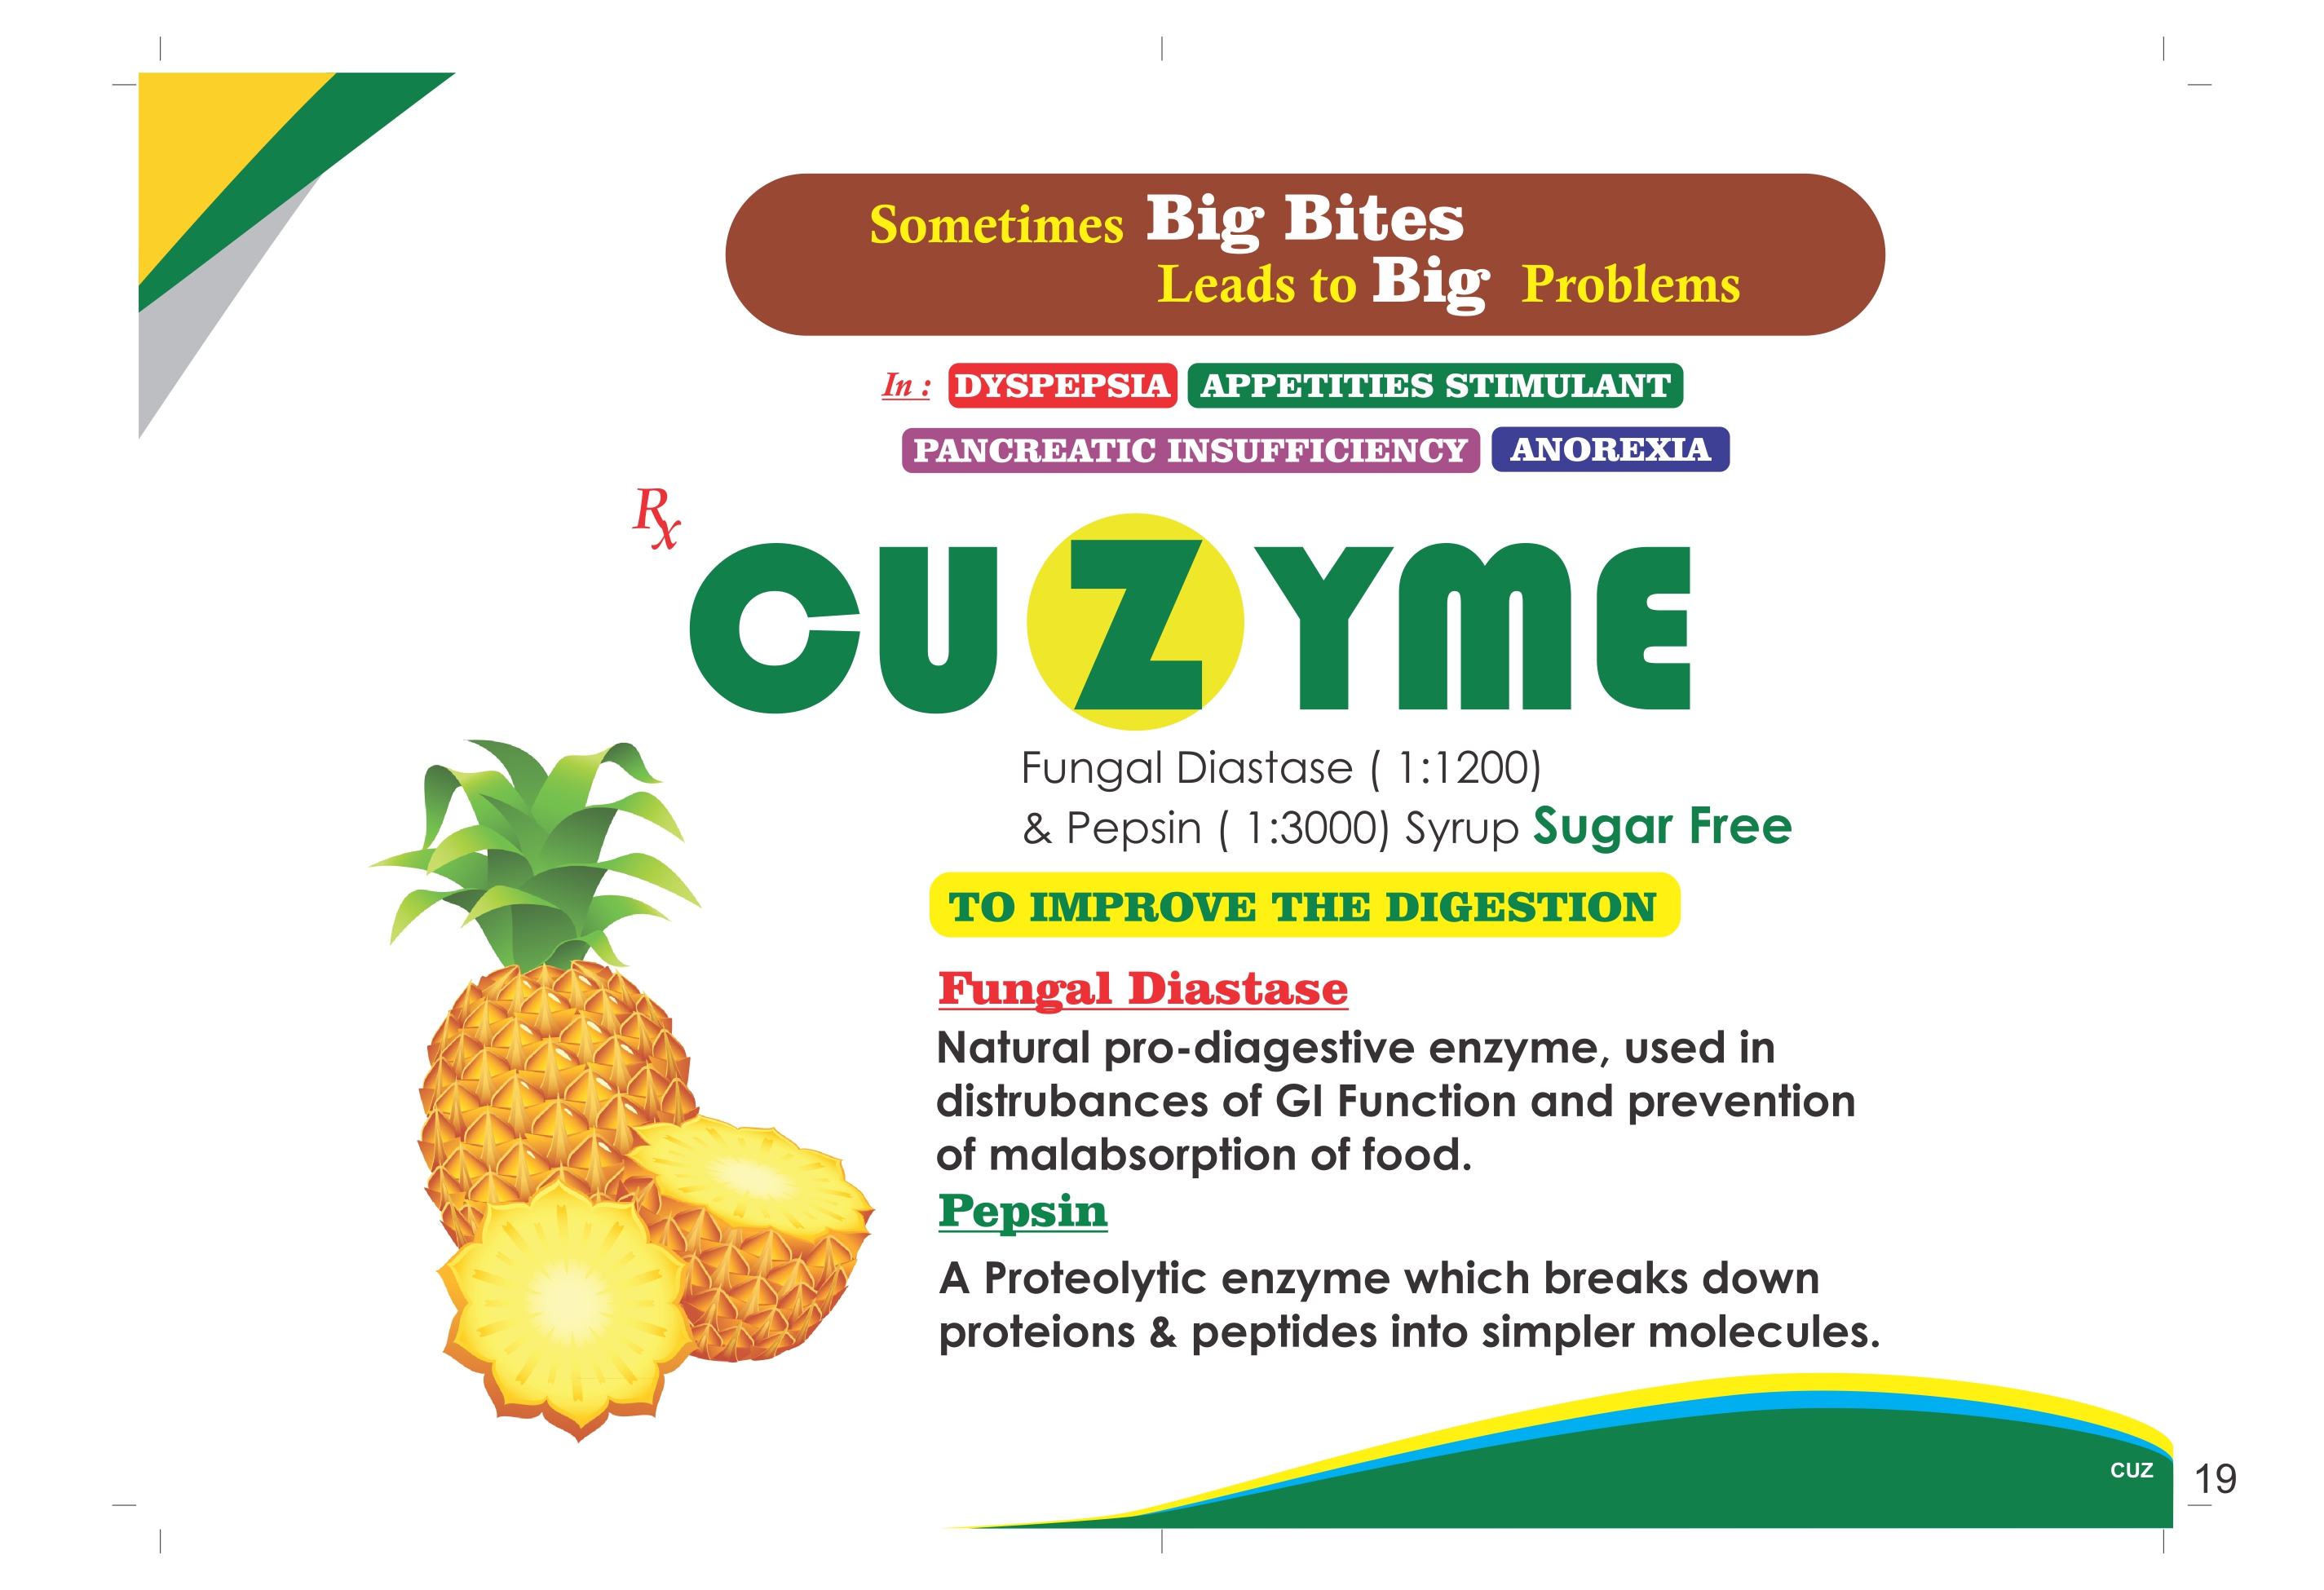 Sometimes Big Bites
Leads to Big Problems
In : DYSPEPSIA APPETITIES STIMULANT
PANCREATIC INSUFFICIENCY ANOREXIA
Rx
CUZYME
Fungal Diastase ( 1:1200)
& Pepsin ( 1:3000) Syrup Sugar Free
TO IMPROVE THE DIGESTION
Fungal Diastase
Natural pro-diagestive enzyme, used in
distrubances of GI Function and prevention
of malabsorption of food.
Pepsin
A Proteolytic enzyme which breaks down
proteions & peptides into simpler molecules.
CUZ
19